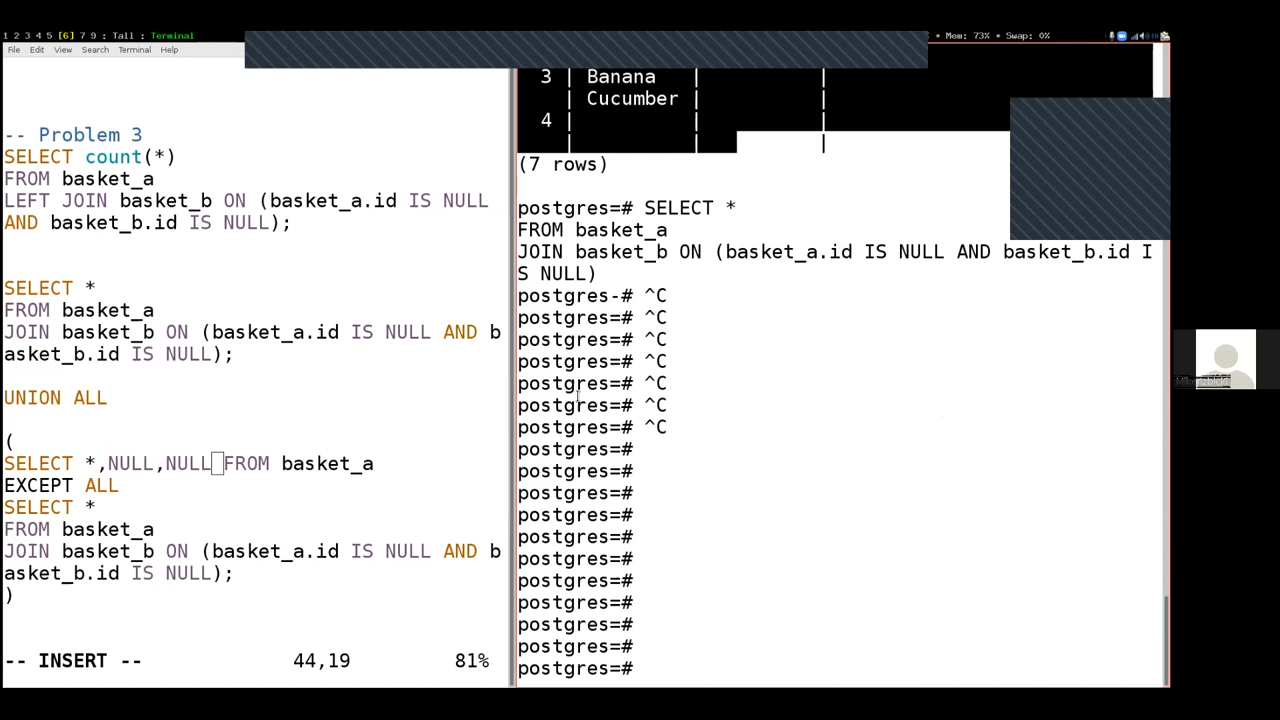 1 2 3 4 5 [6] 7 9 : Tall : Terminal
* Mem: 73% * Swap: 0%
File Edit View Search Terminal Help
-- Problem 3
SELECT count(*)
FROM basket_a
LEFT JOIN basket_b ON (basket_a.id IS NULL
AND basket_b.id IS NULL);
SELECT *
FROM basket_a
JOIN basket_b ON (basket_a.id IS NULL AND b
asket_b.id IS NULL);
UNION ALL
(
SELECT *,NULL,NULL FROM basket_a
EXCEPT ALL
SELECT *
FROM basket_a
JOIN basket_b ON (basket_a.id IS NULL AND b
asket_b.id IS NULL);
)
-- INSERT -- 44,19 81%
3 | Banana | |
| Cucumber | |
4 | | |
| | |
(7 rows)
postgres=# SELECT *
FROM basket_a
JOIN basket_b ON (basket_a.id IS NULL AND basket_b.id I
S NULL)
postgres-# ^C
postgres=# ^C
postgres=# ^C
postgres=# ^C
postgres=# ^C
postgres=# ^C
postgres=# ^C
postgres=#
postgres=#
postgres=#
postgres=#
postgres=#
postgres=#
postgres=#
postgres=#
postgres=#
postgres=#
postgres=#